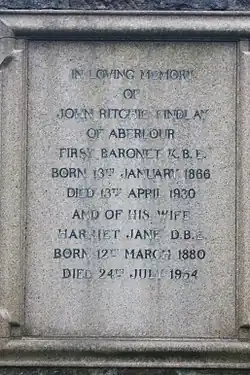 IN LOVING MEMORY
OF
JOHN RITCHIE FINDLAY
OF ABERLOUR
FIRST BARONET K.B.E.
BORN 13TH JANUARY 1866
DIED 13TH APRIL 1930
AND OF HIS WIFE
HARRIET JANE D.B.E.
BORN 12TH MARCH 1880
DIED 24TH JULY 1954